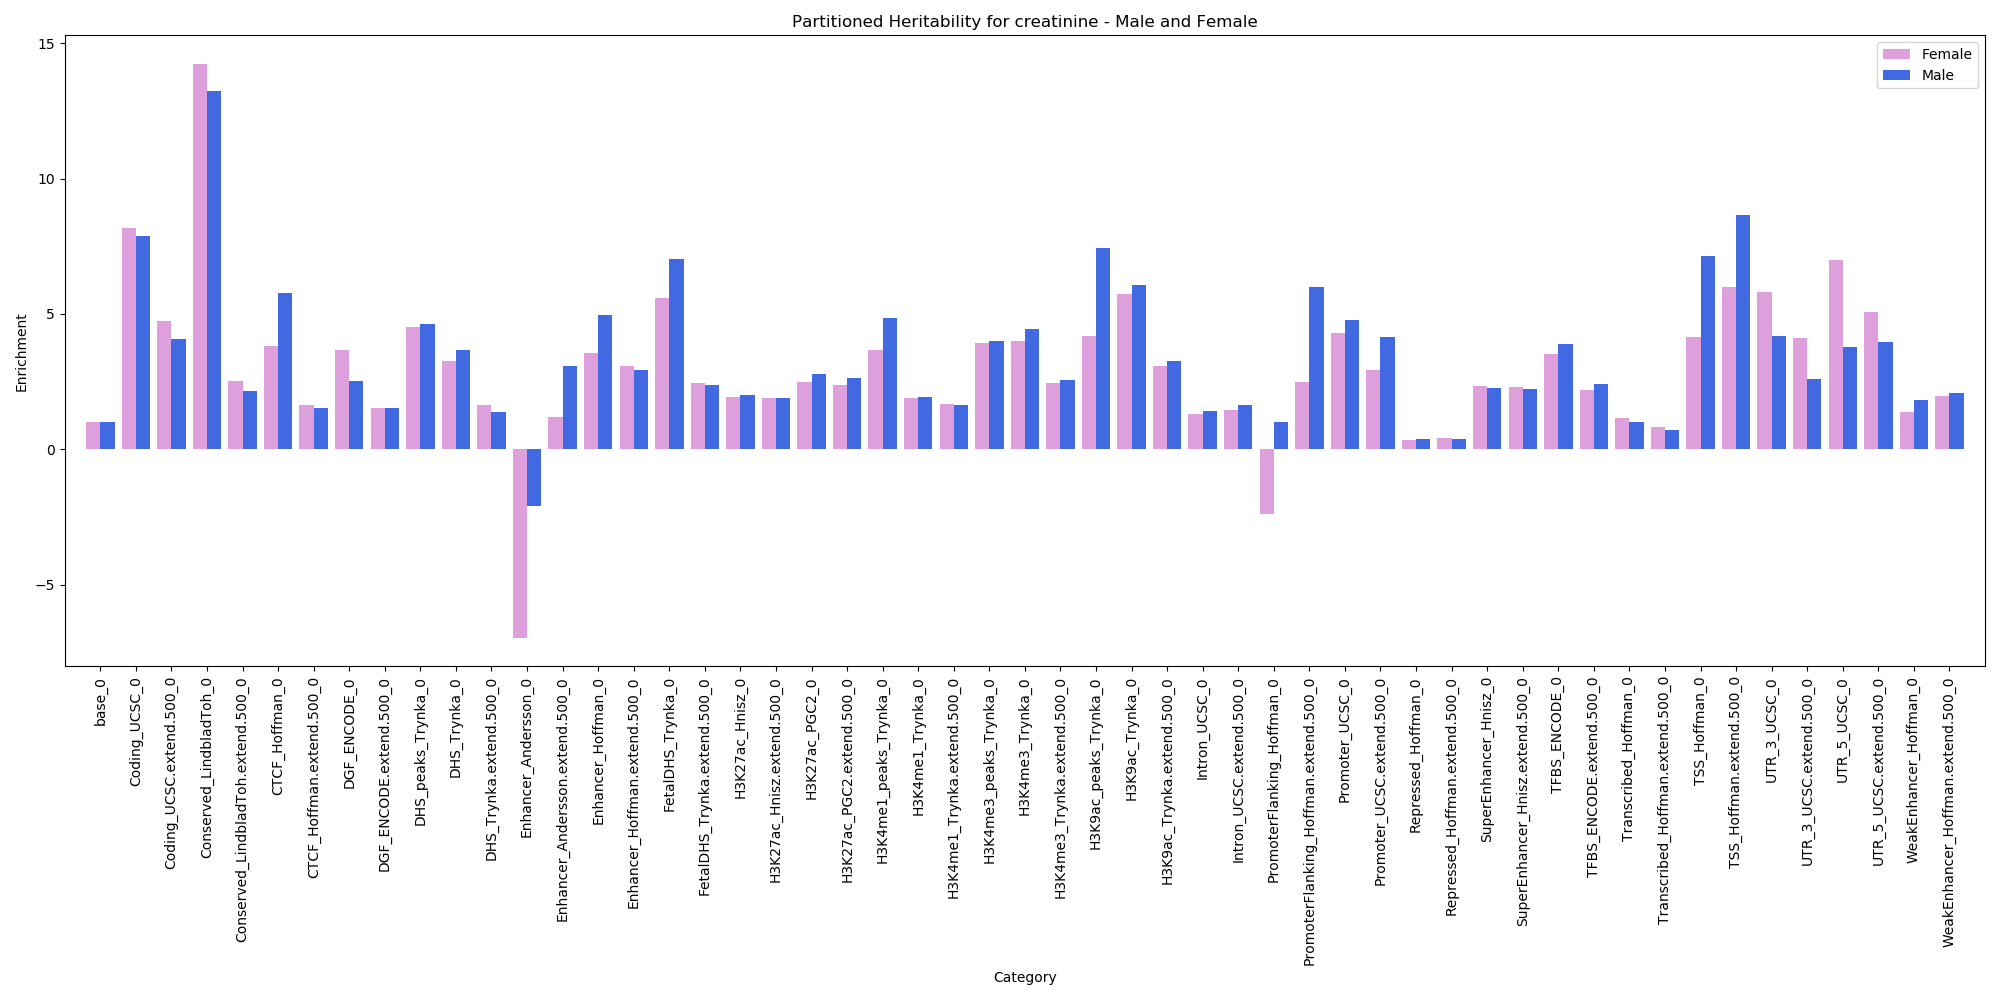 Partitioned Heritability for creatinine - Male and Female
Female
Male
Enrichment
15
10
5
0
−5
base_0
Coding_UCSC_0
Coding_UCSC.extend.500_0
Conserved_LindbladToh_0
Conserved_LindbladToh.extend.500_0
CTCF_Hoffman_0
CTCF_Hoffman.extend.500_0
DGF_ENCODE_0
DGF_ENCODE.extend.500_0
DHS_peaks_Trynka_0
DHS_Trynka_0
DHS_Trynka.extend.500_0
Enhancer_Andersson_0
Enhancer_Andersson.extend.500_0
Enhancer_Hoffman_0
Enhancer_Hoffman.extend.500_0
FetalDHS_Trynka_0
FetalDHS_Trynka.extend.500_0
H3K27ac_Hnisz_0
H3K27ac_Hnisz.extend.500_0
H3K27ac_PGC2_0
H3K27ac_PGC2.extend.500_0
H3K4me1_peaks_Trynka_0
H3K4me1_Trynka_0
H3K4me1_Trynka.extend.500_0
H3K4me3_peaks_Trynka_0
H3K4me3_Trynka_0
H3K4me3_Trynka.extend.500_0
H3K9ac_peaks_Trynka_0
H3K9ac_Trynka_0
H3K9ac_Trynka.extend.500_0
Intron_UCSC_0
Intron_UCSC.extend.500_0
PromoterFlanking_Hoffman_0
PromoterFlanking_Hoffman.extend.500_0
Promoter_UCSC_0
Promoter_UCSC.extend.500_0
Repressed_Hoffman_0
Repressed_Hoffman.extend.500_0
SuperEnhancer_Hnisz_0
SuperEnhancer_Hnisz.extend.500_0
TFBS_ENCODE_0
TFBS_ENCODE.extend.500_0
Transcribed_Hoffman_0
Transcribed_Hoffman.extend.500_0
TSS_Hoffman_0
TSS_Hoffman.extend.500_0
UTR_3_UCSC_0
UTR_3_UCSC.extend.500_0
UTR_5_UCSC_0
UTR_5_UCSC.extend.500_0
WeakEnhancer_Hoffman_0
WeakEnhancer_Hoffman.extend.500_0
Category